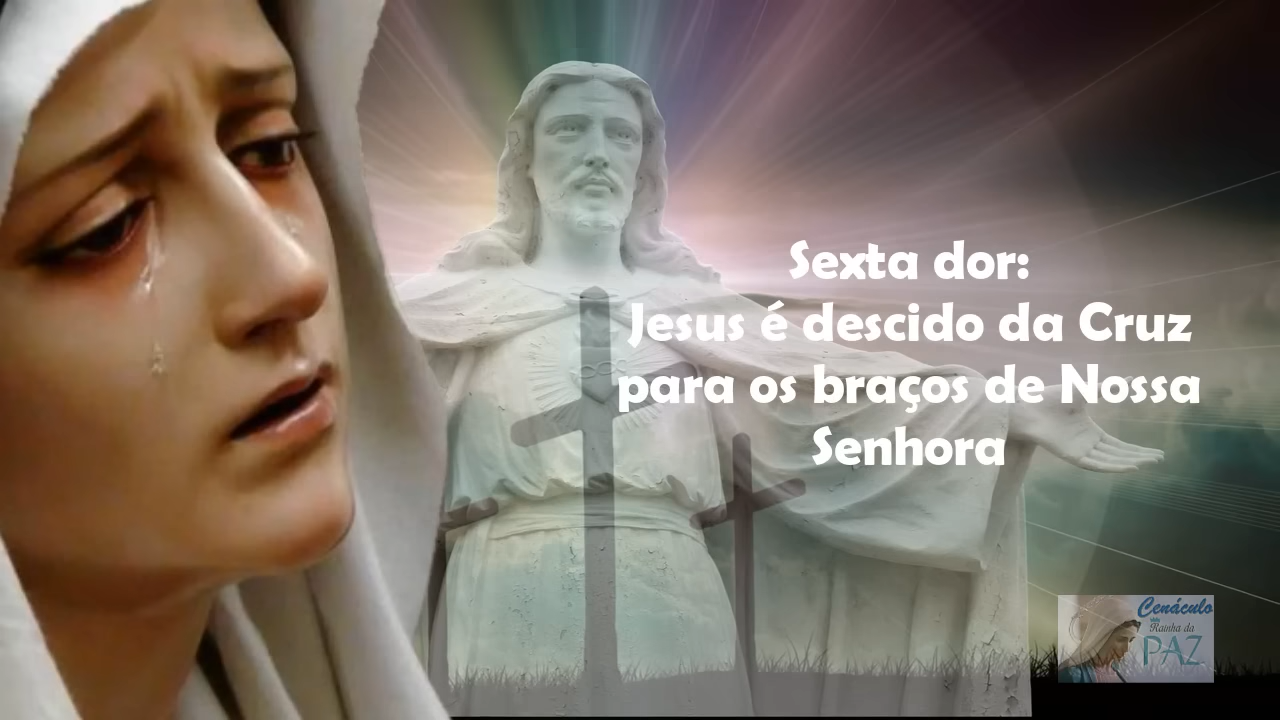 Sexta dor:
Jesus é descido da Cruz
para os braços de Nossa
Senhora
Cenáculo
Rainha da
PAZ